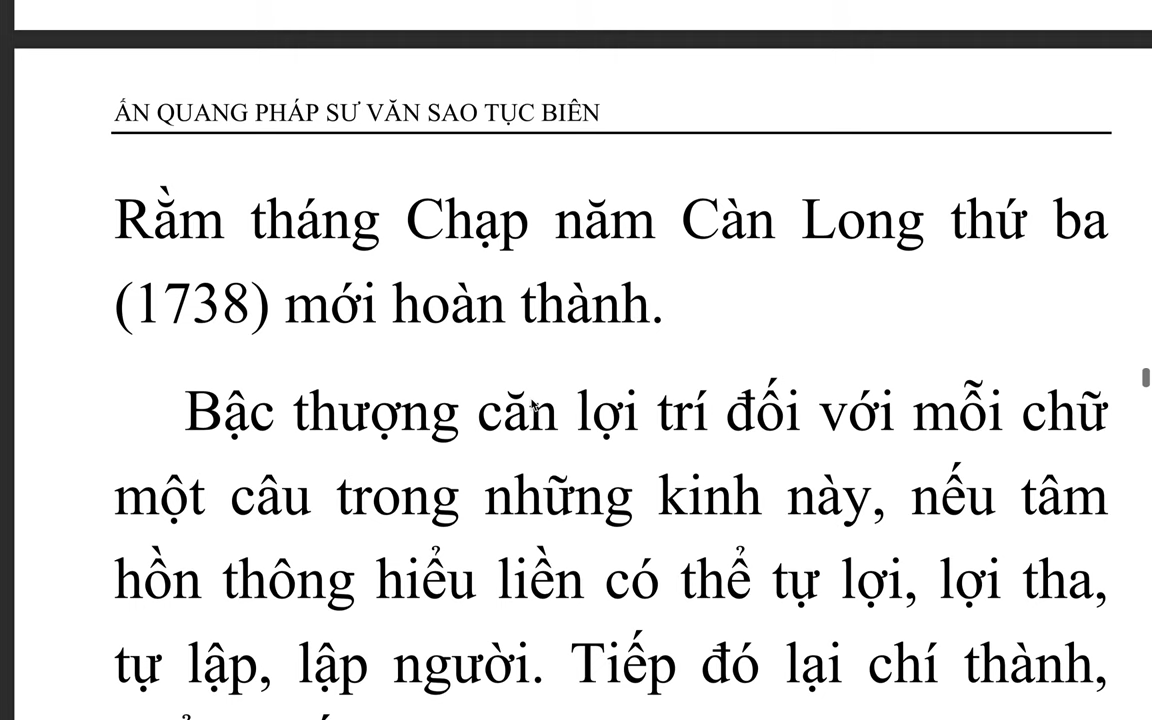 ẤN QUANG PHÁP SƯ VĂN SAO TỤC BIÊN
Rằm tháng Chạp năm Càn Long thứ ba
(1738) mới hoàn thành.
Bậc thượng căn lợi trí đối với mỗi chữ
một câu trong những kinh này, nếu tâm
hồn thông hiểu liền có thể tự lợi, lợi tha,
tự lập, lập người. Tiếp đó lại chí thành,